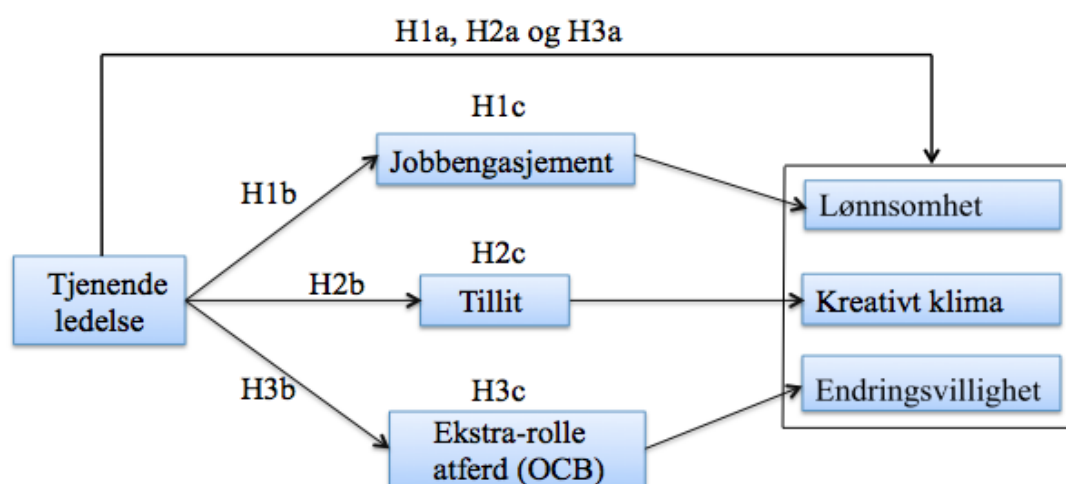 H1a, H2a og H3a
H1c
Jobbengasjement
H1b
Lønnsomhet
Tjenende
ledelse
H2b
H2c
Tillit
Kreativt klima
H3b
H3c
Ekstra-rolle
atferd (OCB)
Endringsvillighet